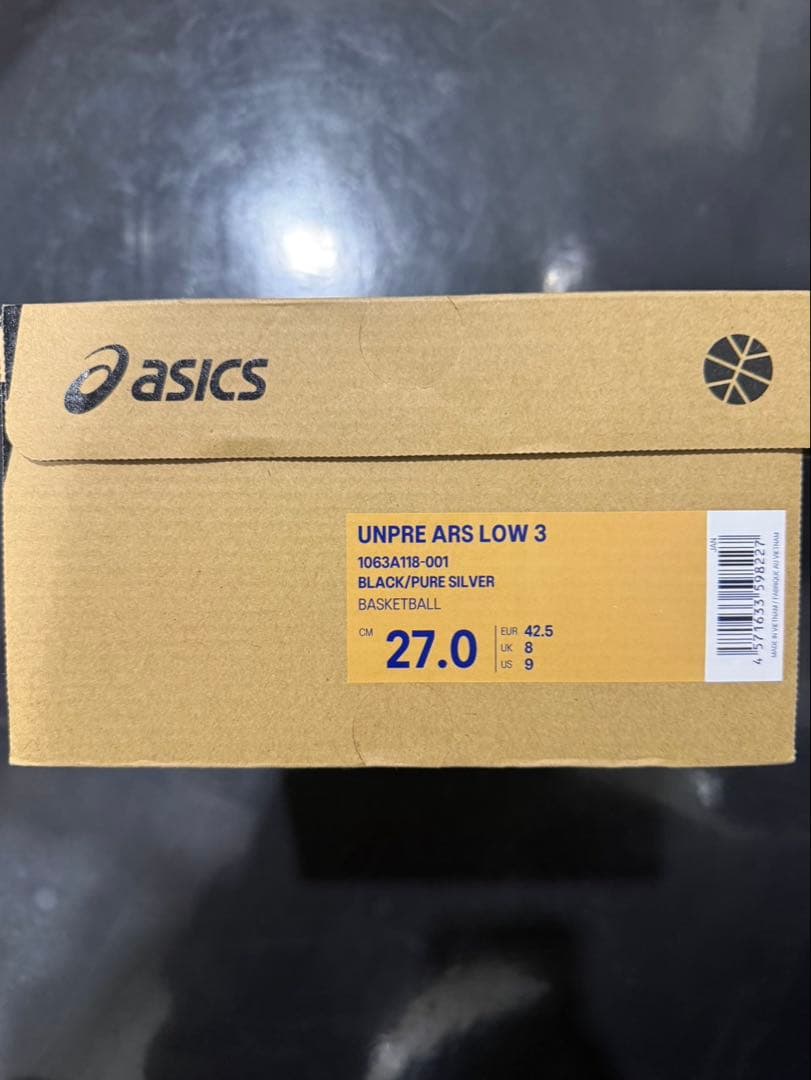 asics
UNPRE ARS LOW 3
1063A118-001
BLACK/PURE SILVER
BASKETBALL
CM 27.0
EUR 42.5
UK 8
US 9
JAN
4 571633 598227
MADE IN VIETNAM / FABRIQUÉ AU VIETNAM